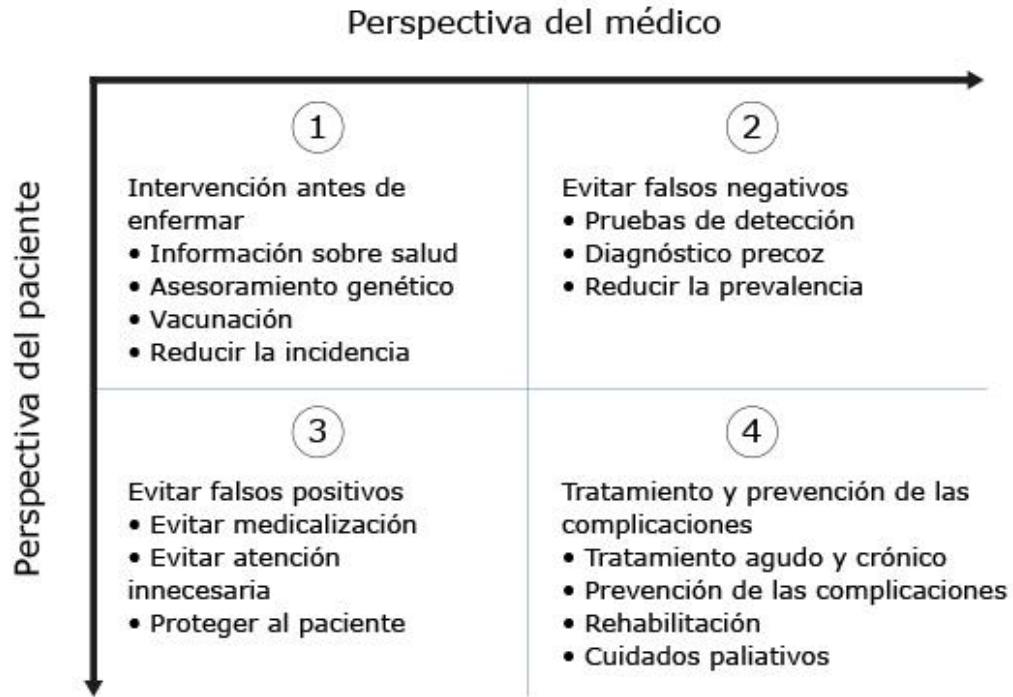 Perspectiva del médico
Perspectiva del paciente
1
Intervención antes de
enfermar
• Información sobre salud
• Asesoramiento genético
• Vacunación
• Reducir la incidencia
2
Evitar falsos negativos
• Pruebas de detección
• Diagnóstico precoz
• Reducir la prevalencia
3
Evitar falsos positivos
• Evitar medicalización
• Evitar atención
innecesaria
• Proteger al paciente
4
Tratamiento y prevención de las
complicaciones
• Tratamiento agudo y crónico
• Prevención de las complicaciones
• Rehabilitación
• Cuidados paliativos